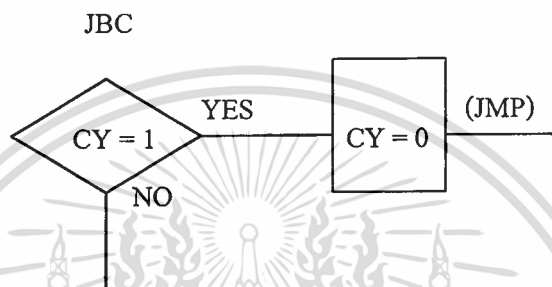 JBC
YES
(JMP)
CY = 1
CY = 0
NO